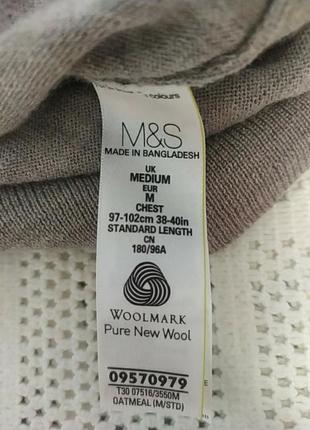 colours
M&S
MADE IN BANGLADESH
UK
MEDIUM
EUR
M
CHEST
97-102cm 38-40in
STANDARD LENGTH
CN
180/96A
WOOLMARK
Pure New Wool
09570979
T30 07516/3550M
OATMEAL (M/STD)